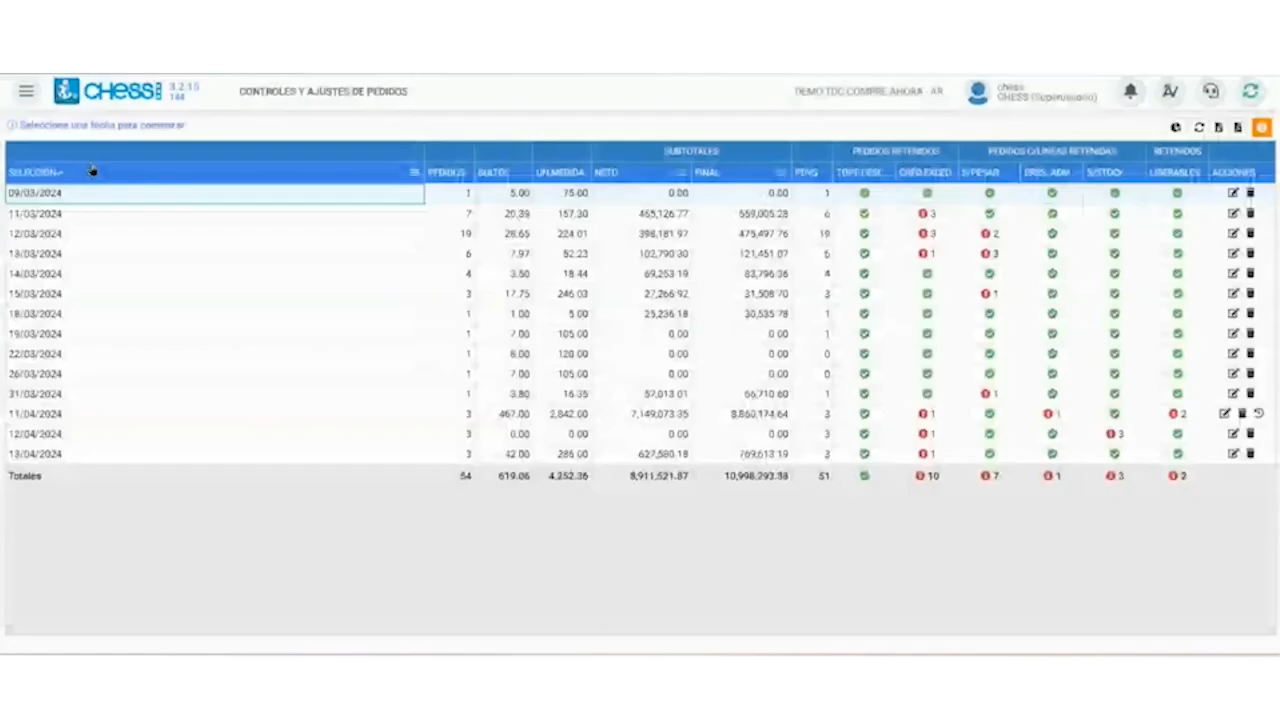 CHESS
CONTROLES Y AJUSTES DE PEDIDOS
DEMO TDC COMPRE AHORA - AR
chess
CHESS (Superusuario)
Seleccione una fecha para comenzar
SUBTOTALES PEDIDOS RETENIDOS PEDIDOS C/LINEAS RETENIDAS RETENIDOS
SELECCIÓN PEDIDOS BULTOS UN.MEDIDA NETO FINAL PDVS TOPE DESC... CRED.EXCED S/PESAR S/STOCK LIBERABLES ACCIONES
09/03/2024 1 5.00 75.00 0.00 0.00 1
11/03/2024 7 20.39 157.30 465,126.77 559,005.28 6 3
12/03/2024 19 28.65 224.01 398,181.97 475,497.76 19 3 2
13/03/2024 6 7.97 52.23 102,790.30 121,451.07 5 1 3
14/03/2024 4 3.50 18.44 69,253.19 83,796.36 4
15/03/2024 3 17.75 246.03 27,266.92 31,508.70 3 1
18/03/2024 1 1.00 5.00 25,236.18 30,535.78 1
19/03/2024 1 7.00 105.00 0.00 0.00 1
22/03/2024 1 8.00 120.00 0.00 0.00 0
26/03/2024 1 7.00 105.00 0.00 0.00 0
31/03/2024 1 3.80 16.35 57,013.01 66,710.60 1 1
11/04/2024 3 467.00 2,842.00 7,149,073.35 8,860,174.64 3 1 1 2
12/04/2024 3 0.00 0.00 0.00 0.00 3 1 3
13/04/2024 3 42.00 286.00 627,580.18 769,613.19 3 1
Totales 54 619.06 4,252.36 8,911,521.87 10,998,293.38 51 10 7 1 3 2